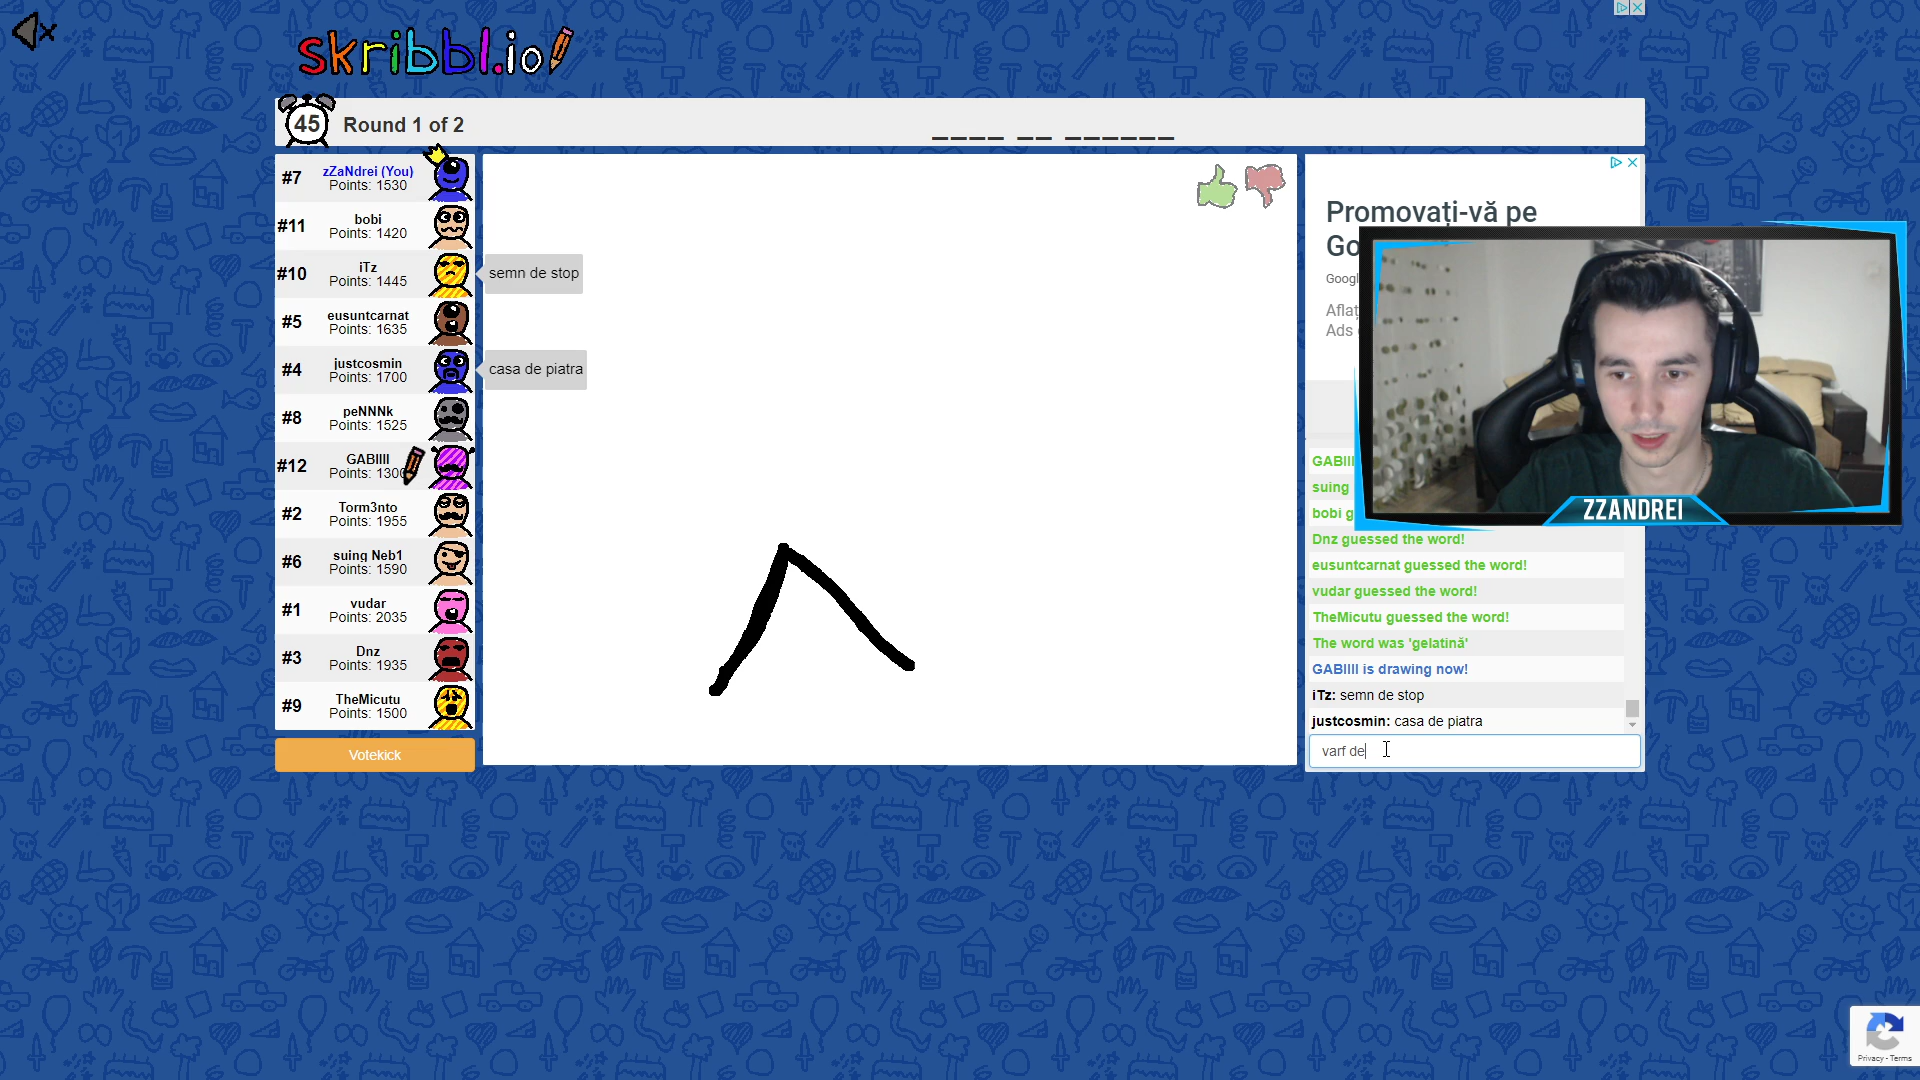 skribbl.io
45
Round 1 of 2
____ __ ______
#7 zZaNdrei (You)
Points: 1530
#11 bobi
Points: 1420
#10 iTz
Points: 1445
semn de stop
#5 eusuntcarnat
Points: 1635
#4 justcosmin
Points: 1700
casa de piatra
#8 peNNNk
Points: 1525
#12 GABIIII
Points: 1300
#2 Torm3nto
Points: 1955
#6 suing Neb1
Points: 1590
#1 vudar
Points: 2035
#3 Dnz
Points: 1935
#9 TheMicutu
Points: 1500
Votekick
Promovați-vă pe
Go
Googl
Aflaț
Ads
ZZANDREI
GABIII
suing
bobi g
Dnz guessed the word!
eusuntcarnat guessed the word!
vudar guessed the word!
TheMicutu guessed the word!
The word was 'gelatină'
GABIIII is drawing now!
iTz: semn de stop
justcosmin: casa de piatra
varf de
Privacy - Terms